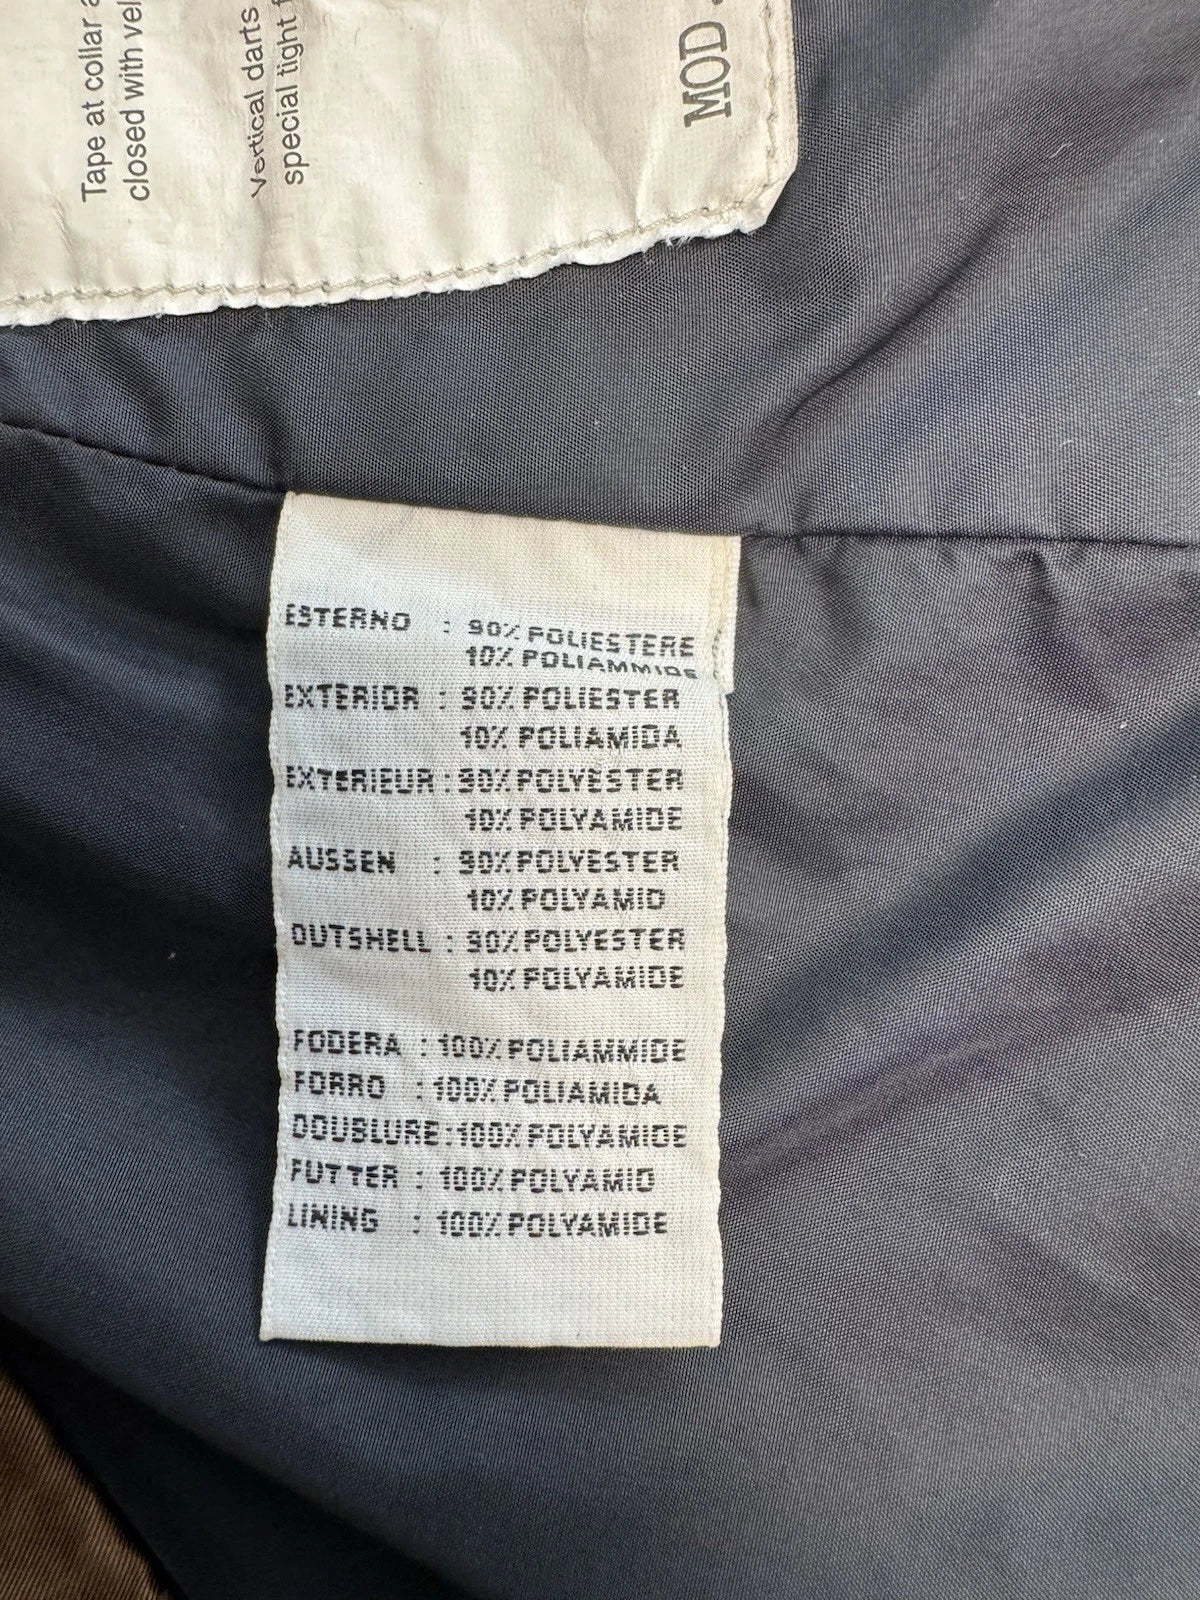 Tape at collar
closed with vel
Vertical darts
special tight
MOD
ESTERNO : 90% POLIESTERE
10% POLIAMMIDE
EXTERIOR : 90% POLIESTER
10% POLIAMIDA
EXTERIEUR : 90% POLYESTER
10% POLYAMIDE
AUSSEN : 90% POLYESTER
10% POLYAMID
OUTSHELL : 90% POLYESTER
10% POLYAMIDE
FODERA : 100% POLIAMMIDE
FORRO : 100% POLIAMIDA
DOUBLURE : 100% POLYAMIDE
FUTTER : 100% POLYAMID
LINING : 100% POLYAMIDE